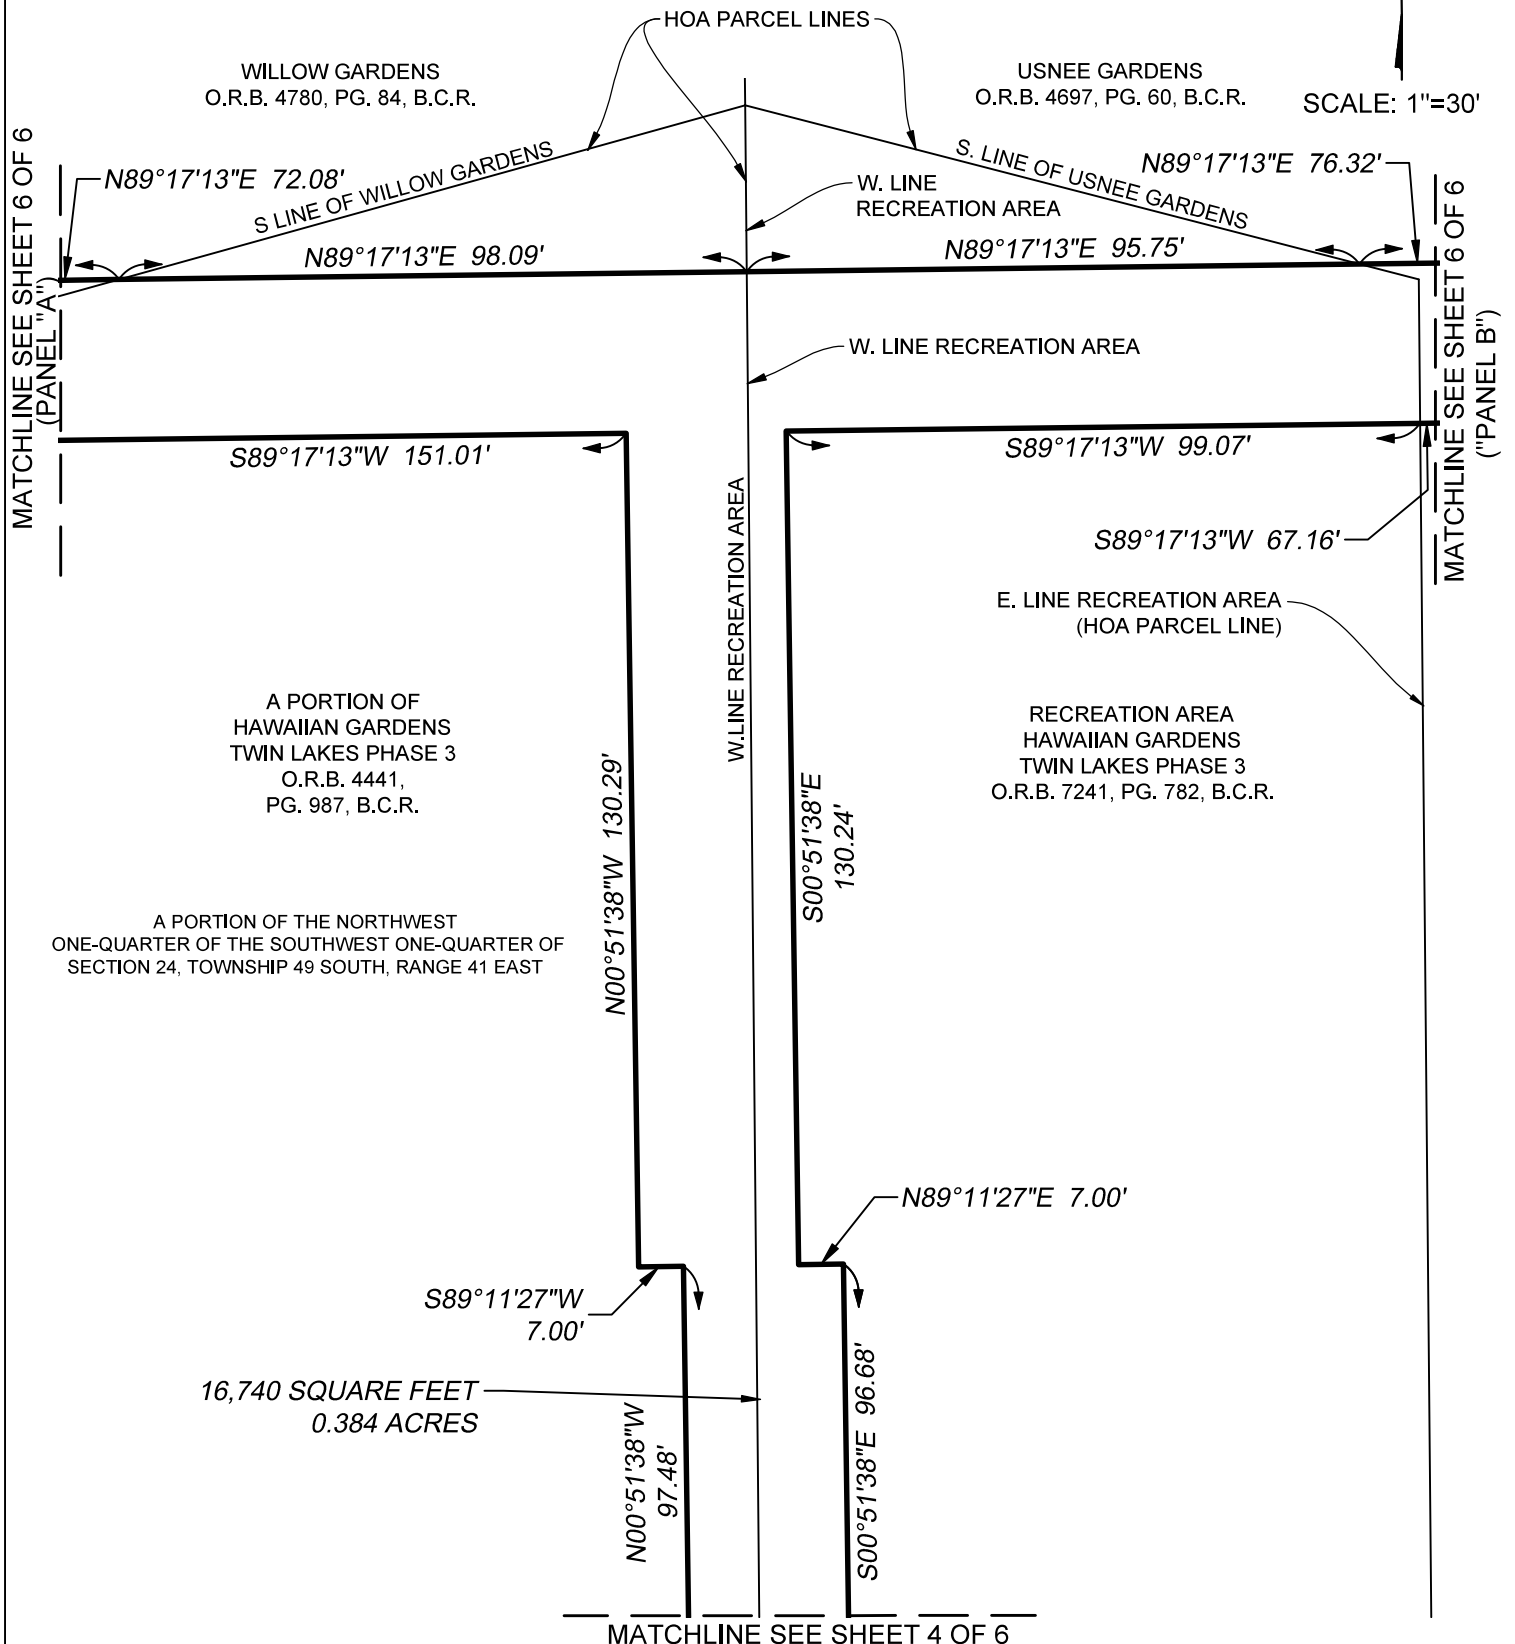 HOA PARCEL LINES
WILLOW GARDENS
O.R.B. 4780, PG. 84, B.C.R.
USNEE GARDENS
O.R.B. 4697, PG. 60, B.C.R.
SCALE: 1"=30'
MATCHLINE SEE SHEET 6 OF 6
(PANEL "A")
N89°17'13"E 72.08'
S LINE OF WILLOW GARDENS
S. LINE OF USNEE GARDENS
N89°17'13"E 76.32'
MATCHLINE SEE SHEET 6 OF 6
("PANEL B")
W. LINE
RECREATION AREA
N89°17'13"E 98.09'
N89°17'13"E 95.75'
W. LINE RECREATION AREA
S89°17'13"W 151.01'
S89°17'13"W 99.07'
W.LINE RECREATION AREA
S89°17'13"W 67.16'
E. LINE RECREATION AREA
(HOA PARCEL LINE)
A PORTION OF
HAWAIIAN GARDENS
TWIN LAKES PHASE 3
O.R.B. 4441,
PG. 987, B.C.R.
RECREATION AREA
HAWAIIAN GARDENS
TWIN LAKES PHASE 3
O.R.B. 7241, PG. 782, B.C.R.
N00°51'38"W 130.29'
S00°51'38"E
130.24'
A PORTION OF THE NORTHWEST
ONE-QUARTER OF THE SOUTHWEST ONE-QUARTER OF
SECTION 24, TOWNSHIP 49 SOUTH, RANGE 41 EAST
N89°11'27"E 7.00'
S89°11'27"W
7.00'
16,740 SQUARE FEET
0.384 ACRES
N00°51'38"W
97.48'
S00°51'38"E 96.68'
MATCHLINE SEE SHEET 4 OF 6